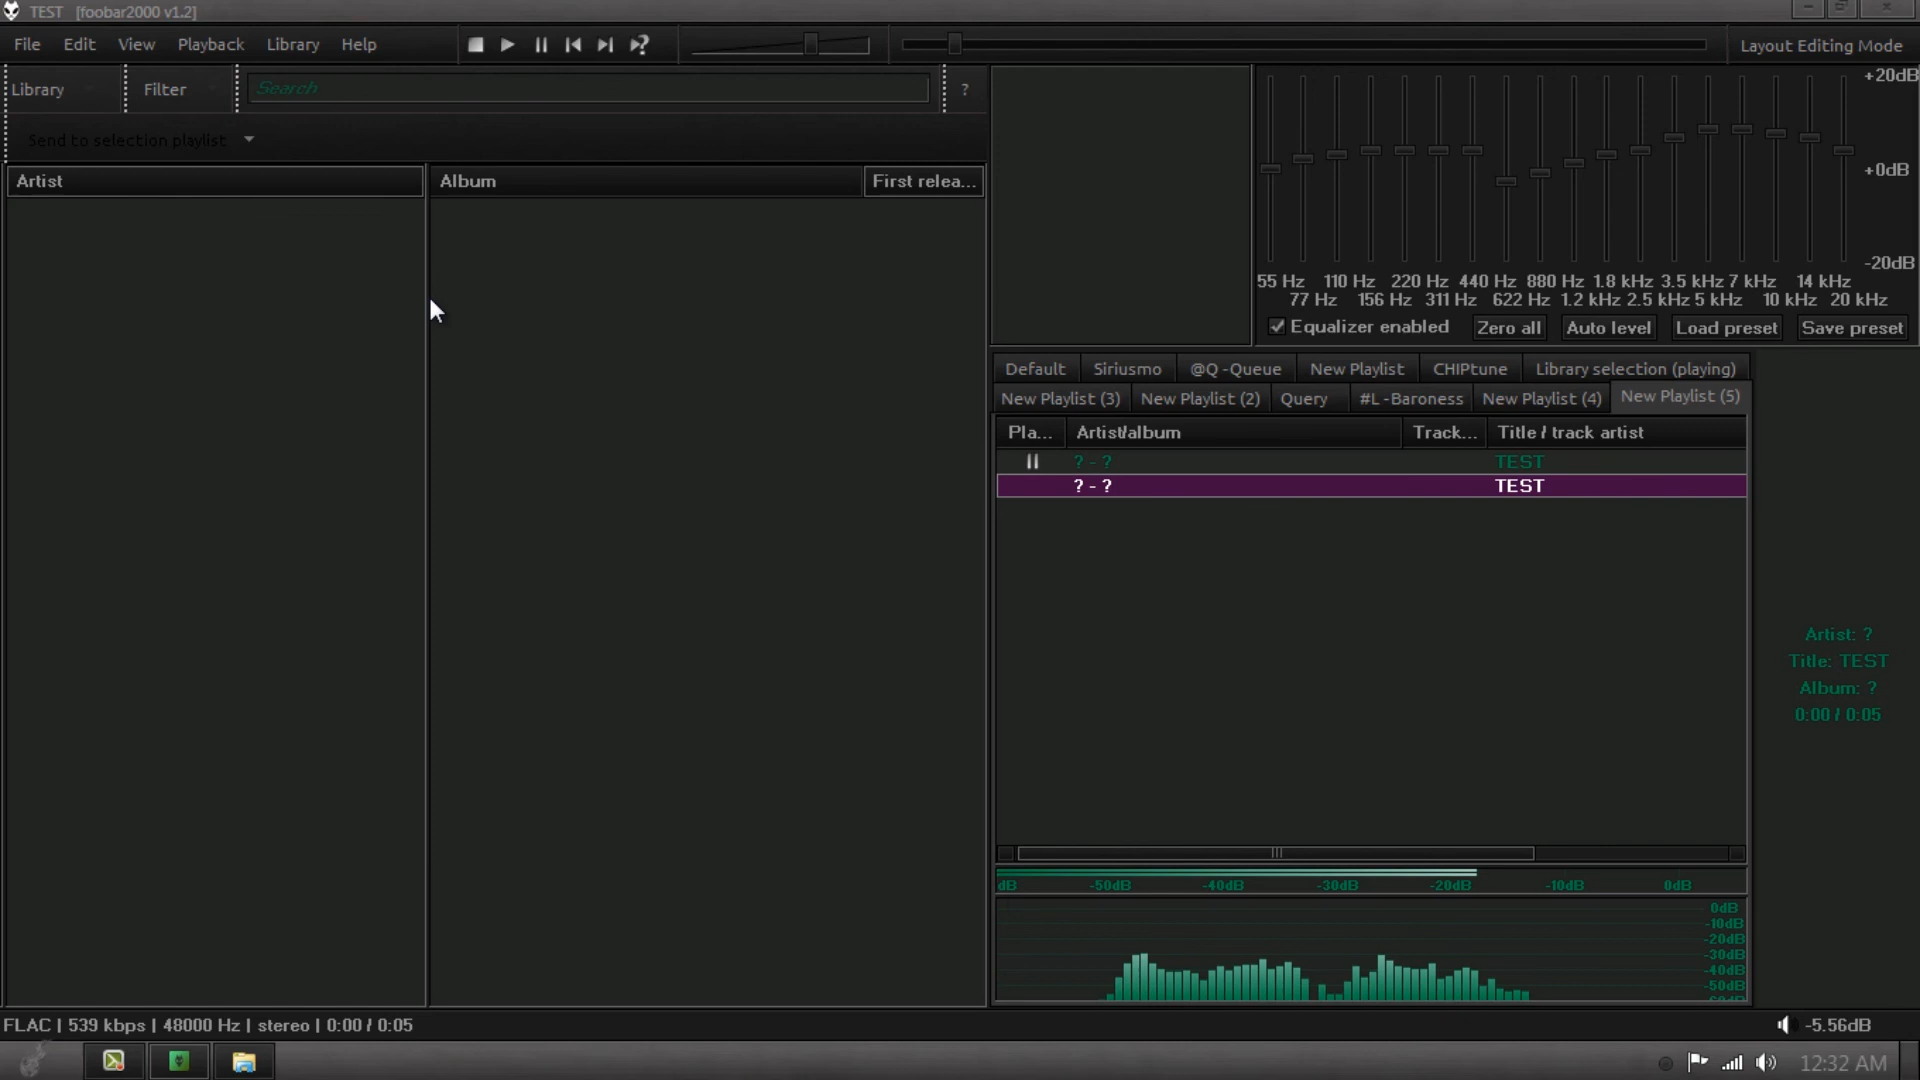 TEST [foobar2000 v1.2]
File Edit View Playback Library Help
Layout Editing Mode
Library Filter Search ?
Send to selection playlist
Artist Album First relea...
+20dB
+0dB
-20dB
55 Hz 110 Hz 220 Hz 440 Hz 880 Hz 1.8 kHz 3.5 kHz 7 kHz 14 kHz
77 Hz 156 Hz 311 Hz 622 Hz 1.2 kHz 2.5 kHz 5 kHz 10 kHz 20 kHz
Equalizer enabled Zero all Auto level Load preset Save preset
Default Siriusmo @Q -Queue New Playlist CHIPtune Library selection (playing)
New Playlist (3) New Playlist (2) Query #L -Baroness New Playlist (4) New Playlist (5)
Pla... Artist/album Track... Title / track artist
? - ? TEST
? - ? TEST
Artist: ?
Title: TEST
Album: ?
0:00 / 0:05
dB -50dB -40dB -30dB -20dB -10dB 0dB
0dB
-10dB
-20dB
-30dB
-40dB
-50dB
FLAC | 539 kbps | 48000 Hz | stereo | 0:00 / 0:05
-5.56dB
12:32 AM